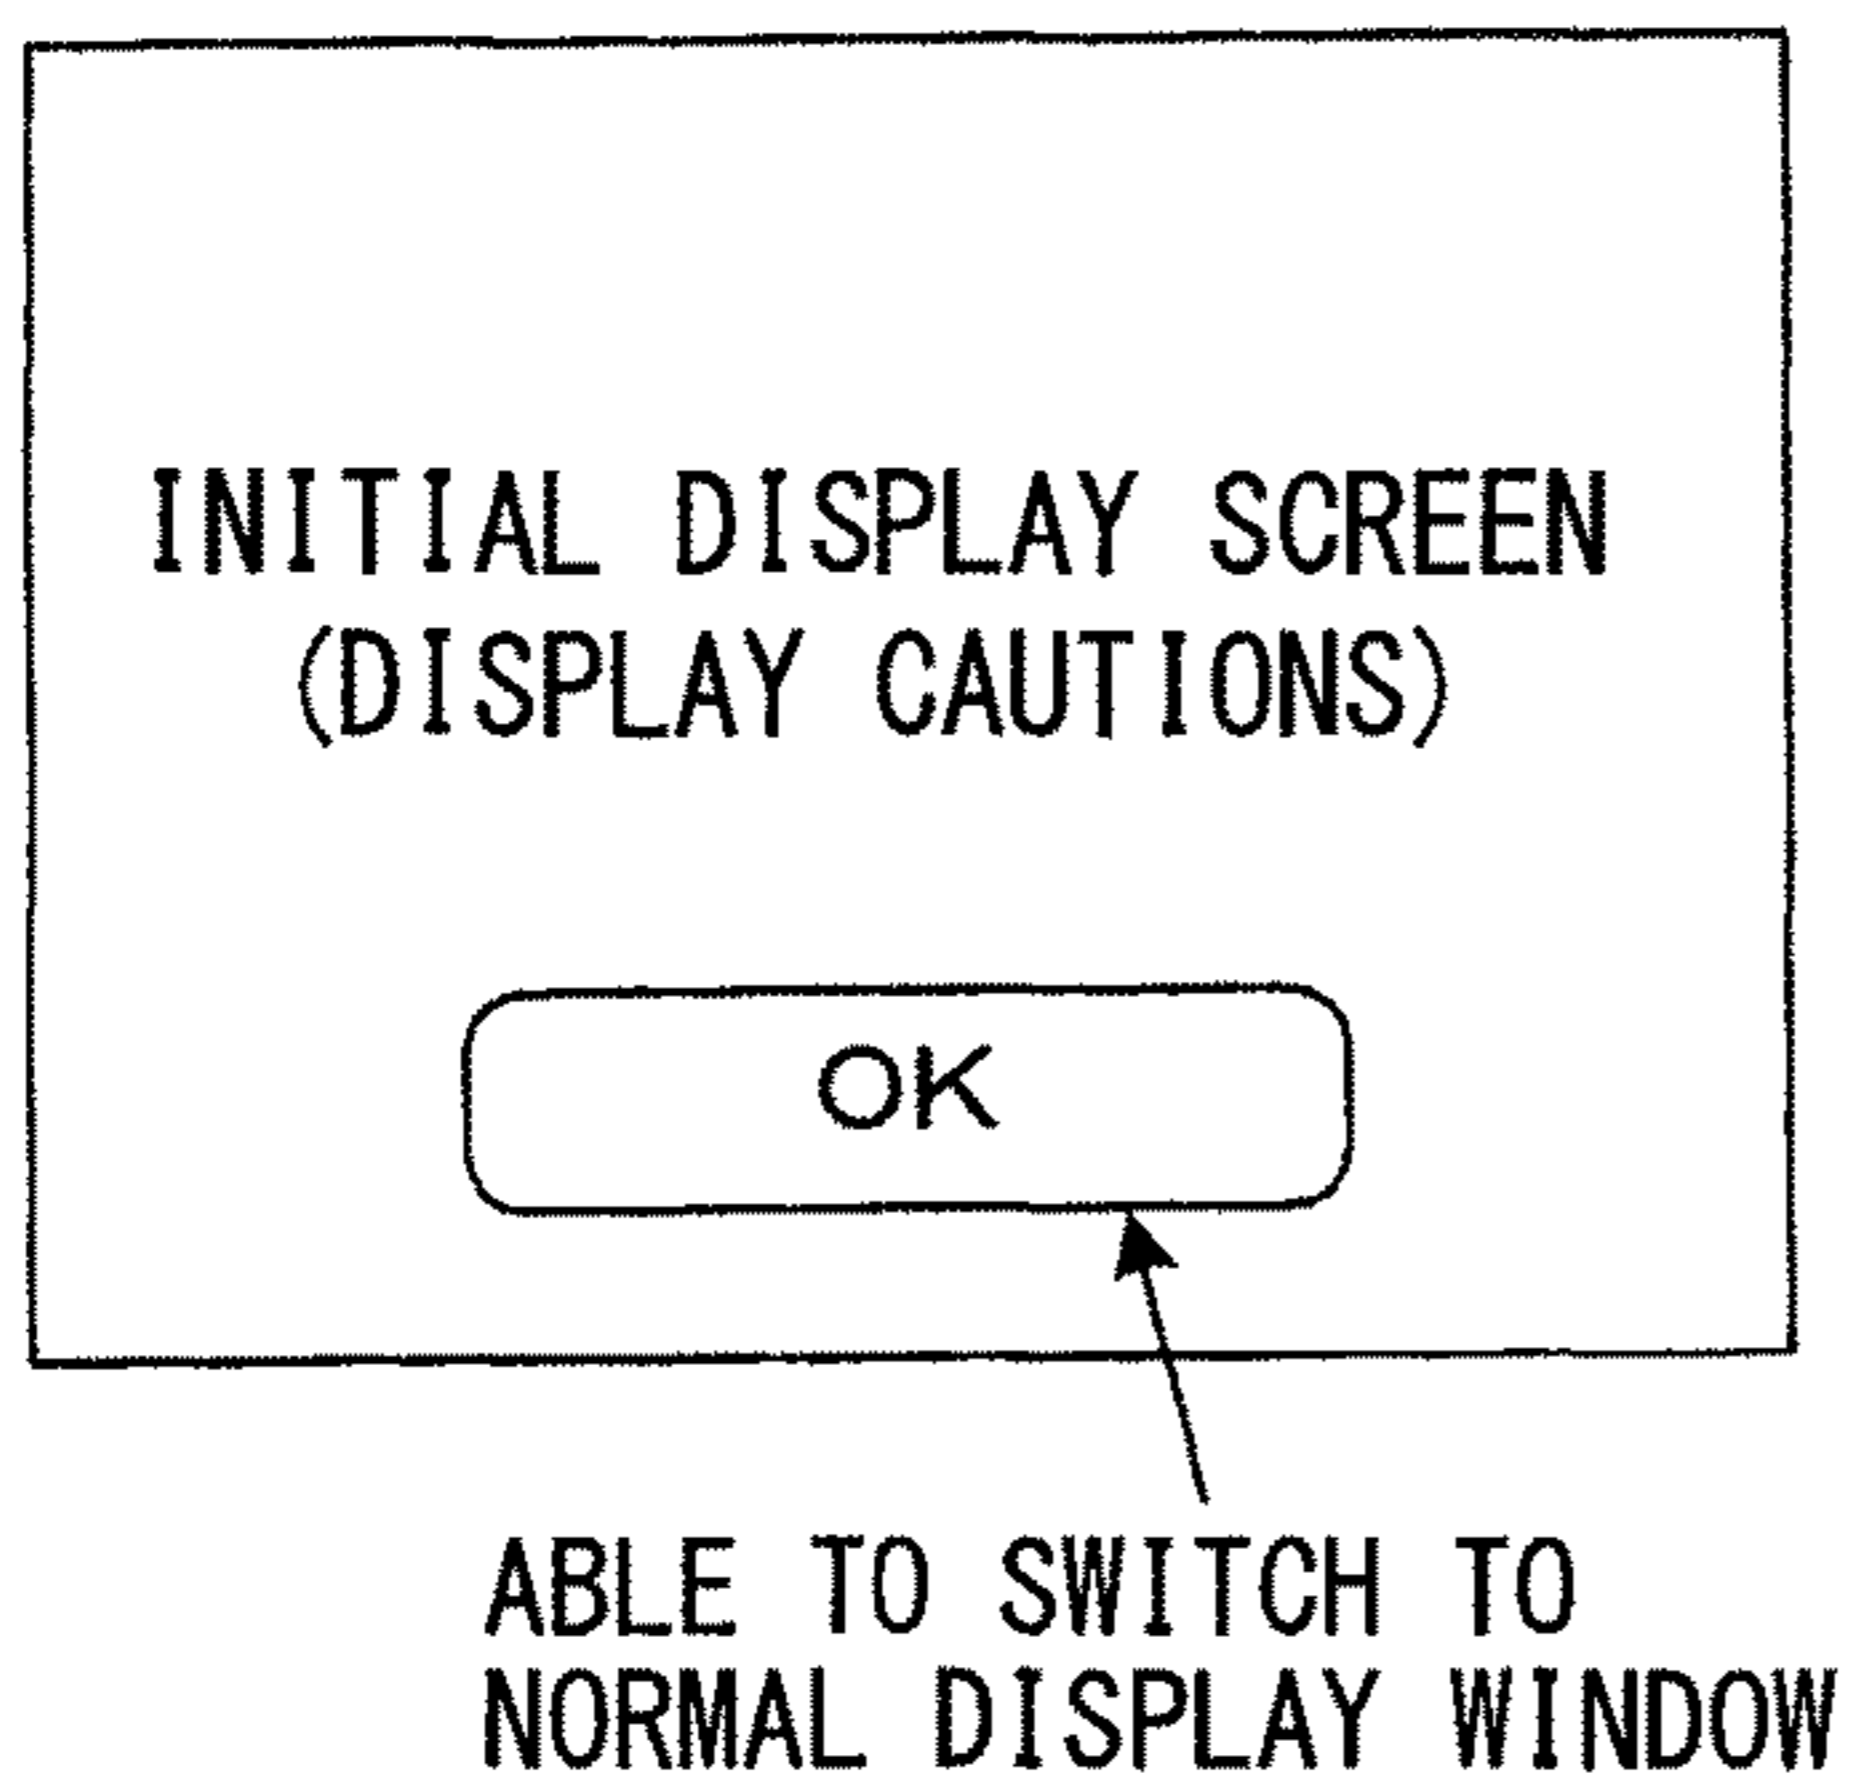 INITIAL DISPLAY SCREEN
(DISPLAY CAUTIONS)
OK
ABLE TO SWITCH TO
NORMAL DISPLAY WINDOW